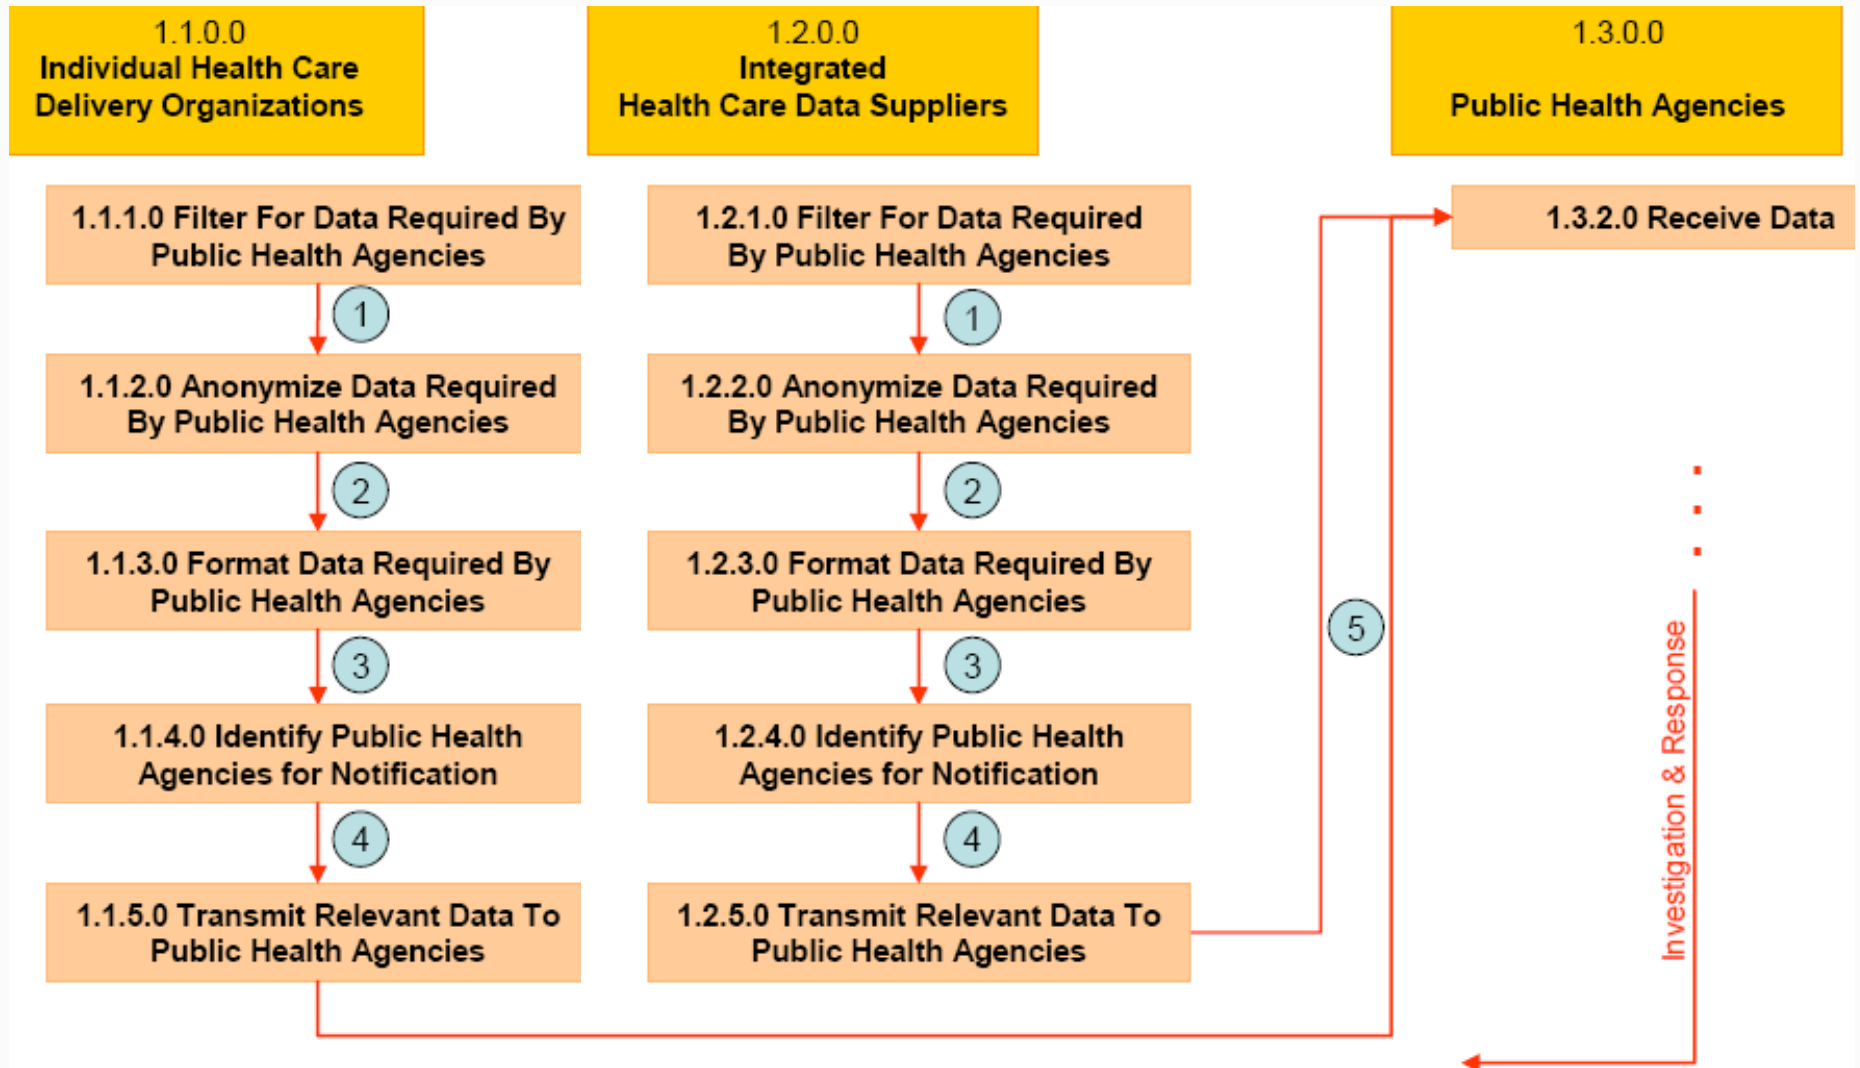 1.1.0.0
Individual Health Care
Delivery Organizations
1.2.0.0
Integrated
Health Care Data Suppliers
1.3.0.0
Public Health Agencies
1.1.1.0 Filter For Data Required By
Public Health Agencies
1
1.1.2.0 Anonymize Data Required
By Public Health Agencies
2
1.1.3.0 Format Data Required By
Public Health Agencies
3
1.1.4.0 Identify Public Health
Agencies for Notification
4
1.1.5.0 Transmit Relevant Data To
Public Health Agencies
1.2.1.0 Filter For Data Required
By Public Health Agencies
1
1.2.2.0 Anonymize Data Required
By Public Health Agencies
2
1.2.3.0 Format Data Required By
Public Health Agencies
3
1.2.4.0 Identify Public Health
Agencies for Notification
4
1.2.5.0 Transmit Relevant Data To
Public Health Agencies
5
1.3.2.0 Receive Data
Investigation & Response